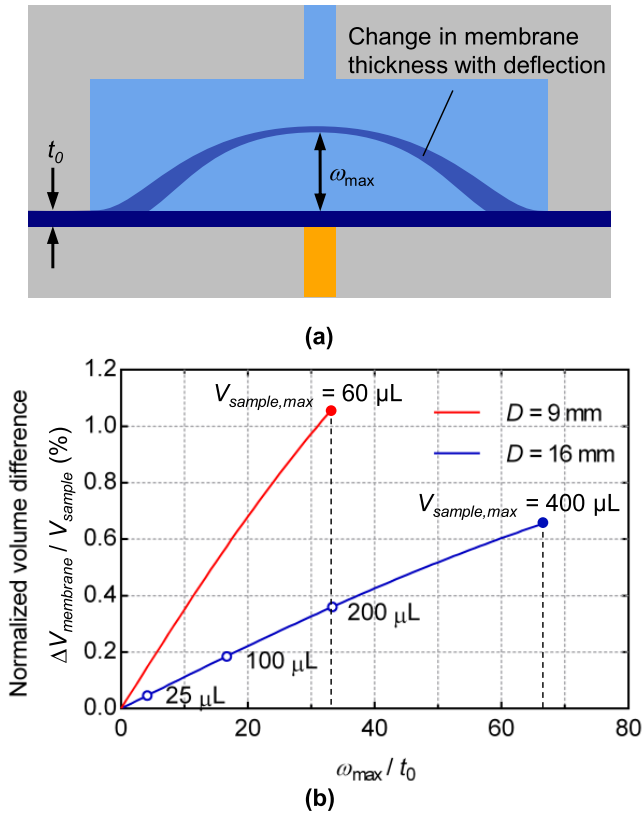 Change in membrane
thickness with deflection
t0
ωmax
(a)
Normalized volume difference
ΔVmembrane / Vsample (%)
1.2
1.0
0.8
0.6
0.4
0.2
0.0
Vsample,max = 60 µL
D = 9 mm
D = 16 mm
Vsample,max = 400 µL
200 µL
100 µL
25 µL
0
20
40
60
80
ωmax / t0
(b)